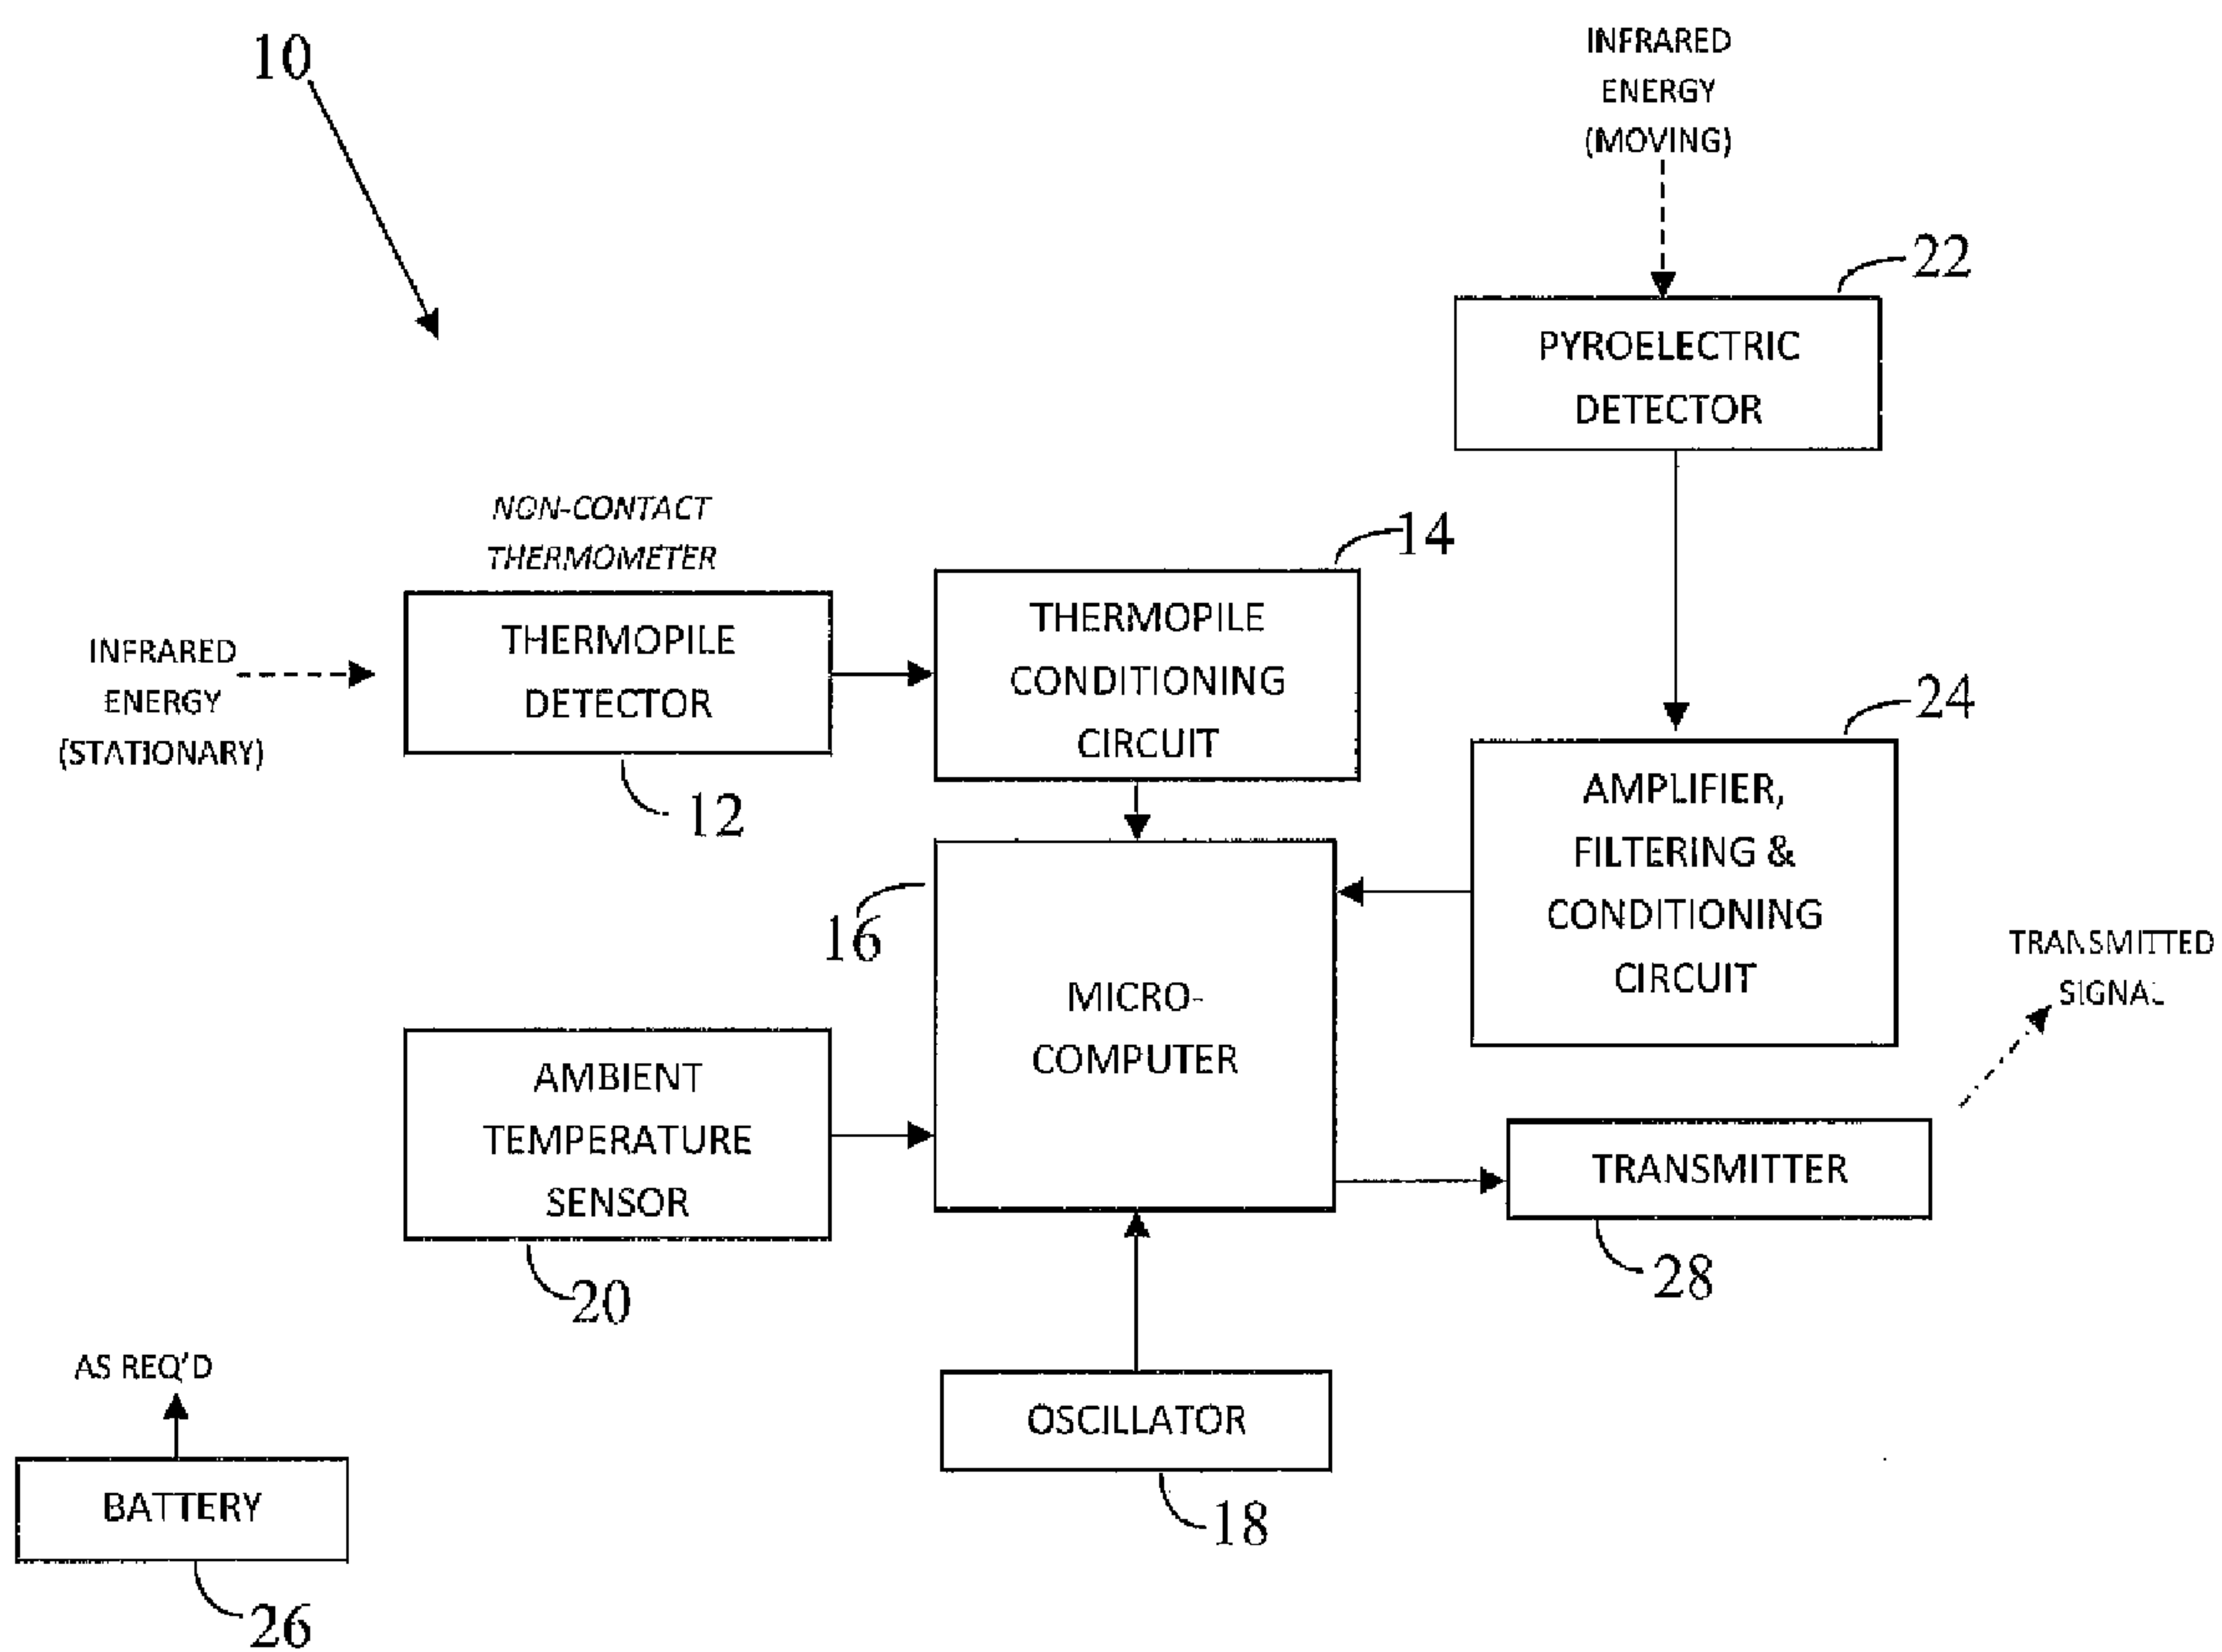 10
INFRARED
ENERGY
(MOVING)
22
PYROELECTRIC
DETECTOR
NON-CONTACT
THERMOMETER
14
INFRARED
ENERGY
(STATIONARY)
THERMOPILE
DETECTOR
12
THERMOPILE
CONDITIONING
CIRCUIT
24
AMPLIFIER,
FILTERING &
CONDITIONING
CIRCUIT
16
MICRO-
COMPUTER
TRANSMITTED
SIGNAL
AMBIENT
TEMPERATURE
SENSOR
20
TRANSMITTER
28
AS REQ'D
BATTERY
26
OSCILLATOR
18